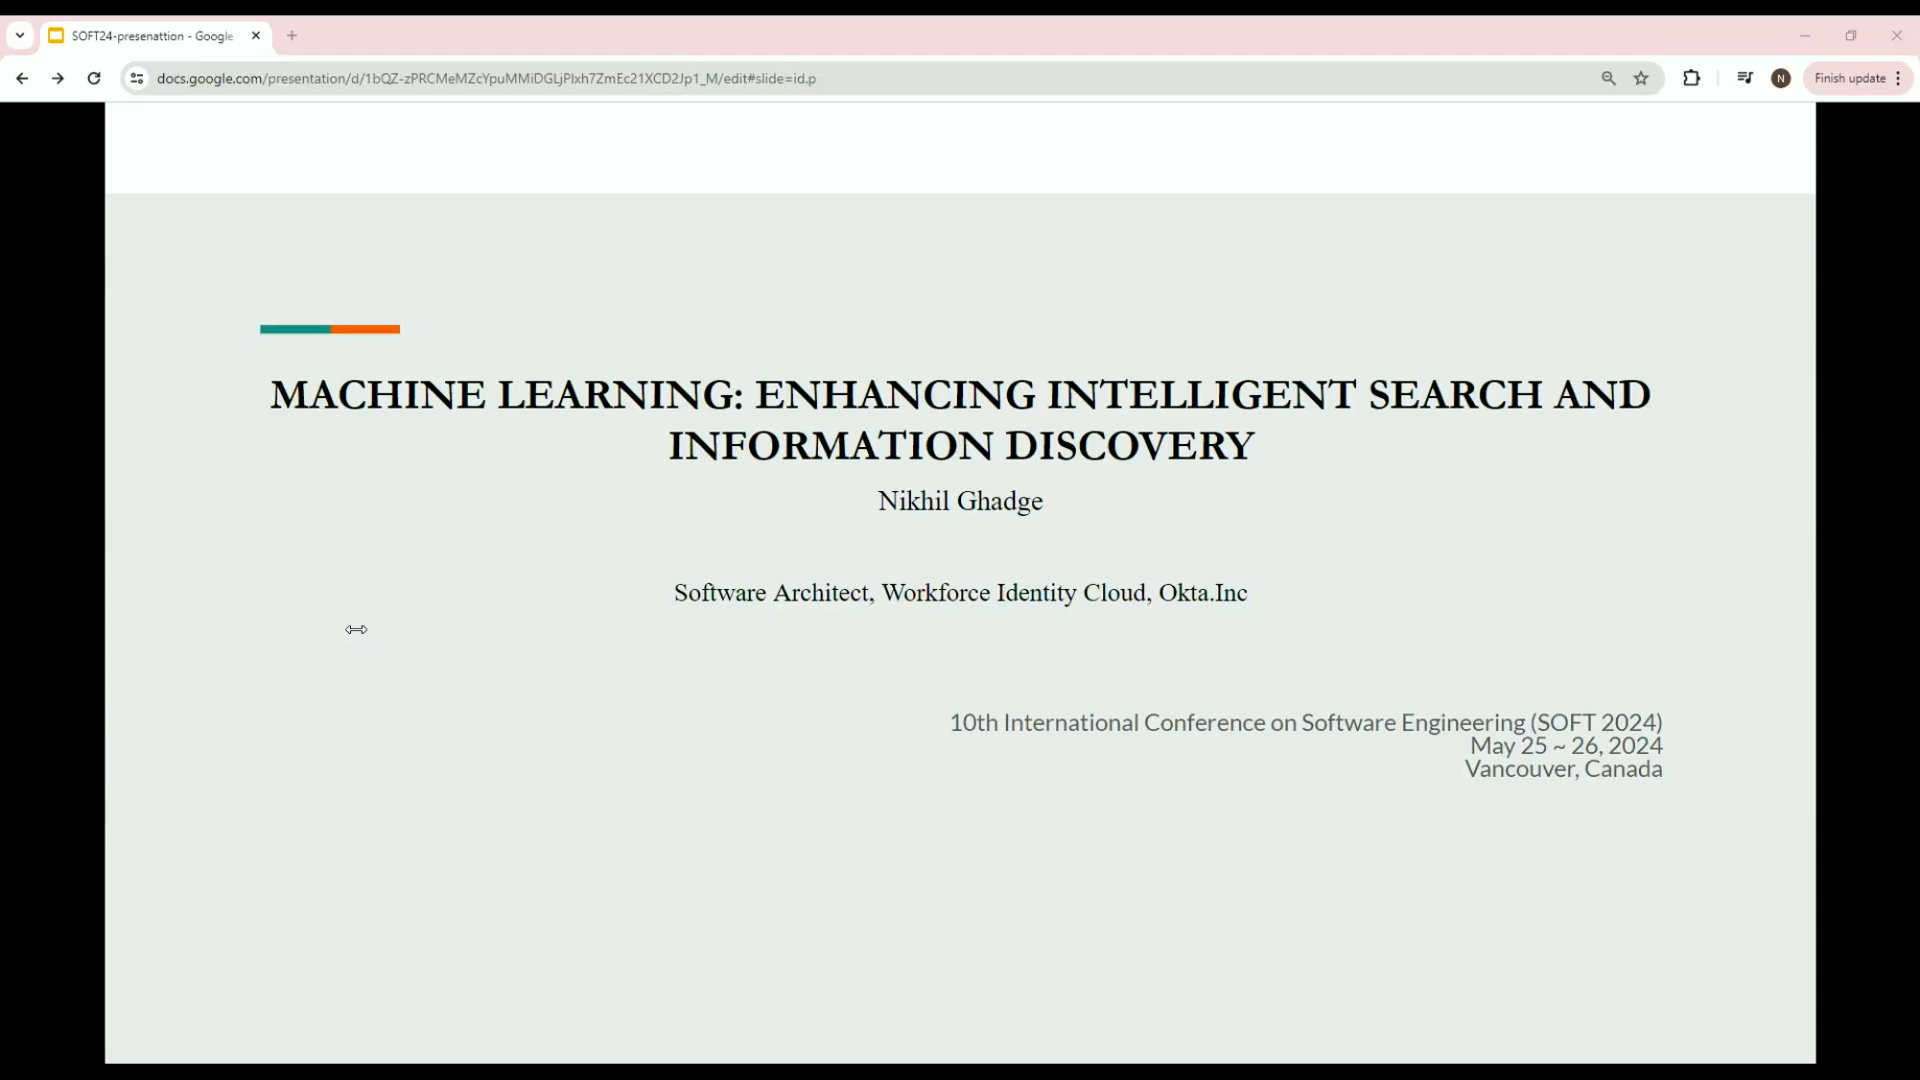 SOFT24-presenattion - Google
docs.google.com/presentation/d/1bQZ-zPRCMeMZcYpuMMiDGLjPlxh7ZmEc21XCD2Jp1_M/edit#slide=id.p
N
Finish update
MACHINE LEARNING: ENHANCING INTELLIGENT SEARCH AND
INFORMATION DISCOVERY
Nikhil Ghadge
Software Architect, Workforce Identity Cloud, Okta.Inc
10th International Conference on Software Engineering (SOFT 2024)
May 25 ~ 26, 2024
Vancouver, Canada